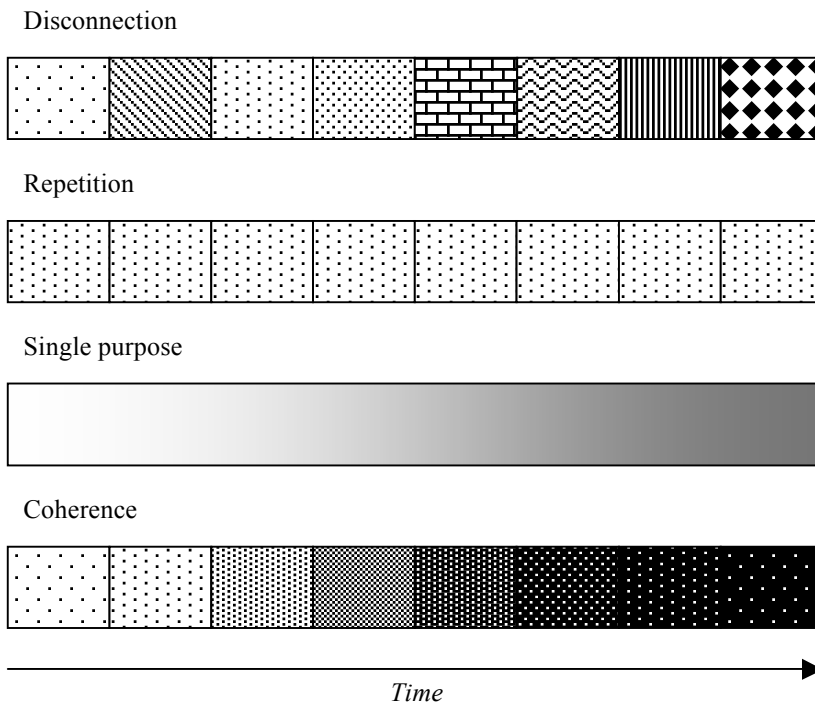 Disconnection
Repetition
Single purpose
Coherence
Time